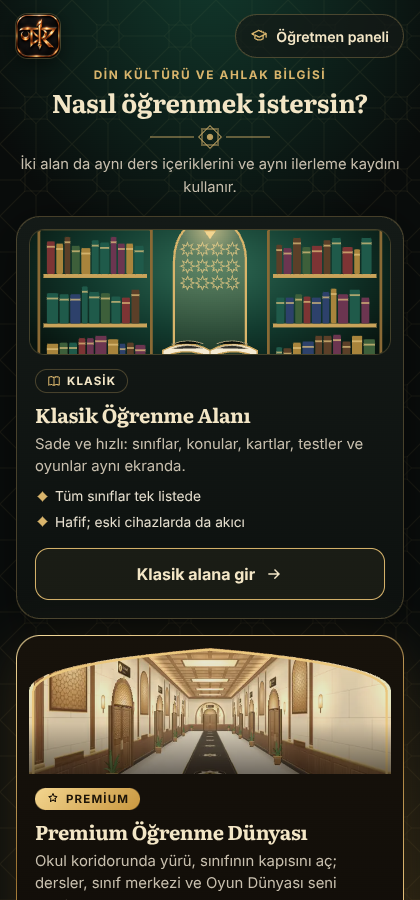 Öğretmen paneli
DİN KÜLTÜRÜ VE AHLAK BİLGİSİ
Nasıl öğrenmek istersin?
İki alan da aynı ders içeriklerini ve aynı ilerleme kaydını
kullanır.
KLASİK
Klasik Öğrenme Alanı
Sade ve hızlı: sınıflar, konular, kartlar, testler ve
oyunlar aynı ekranda.
Tüm sınıflar tek listede
Hafif; eski cihazlarda da akıcı
Klasik alana gir →
PREMİUM
Premium Öğrenme Dünyası
Okul koridorunda yürü, sınıfının kapısını aç;
dersler, sınıf merkezi ve Oyun Dünyası seni